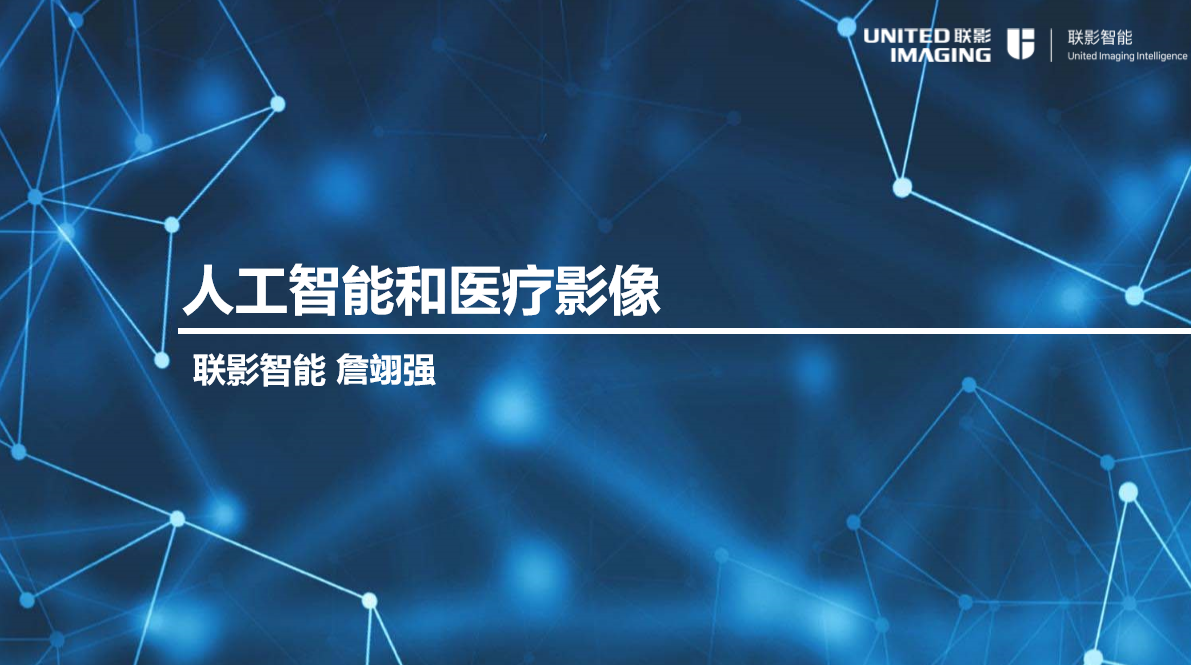 UNITED 联影
IMAGING
联影智能
United Imaging Intelligence
人工智能和医疗影像
联影智能 詹翊强